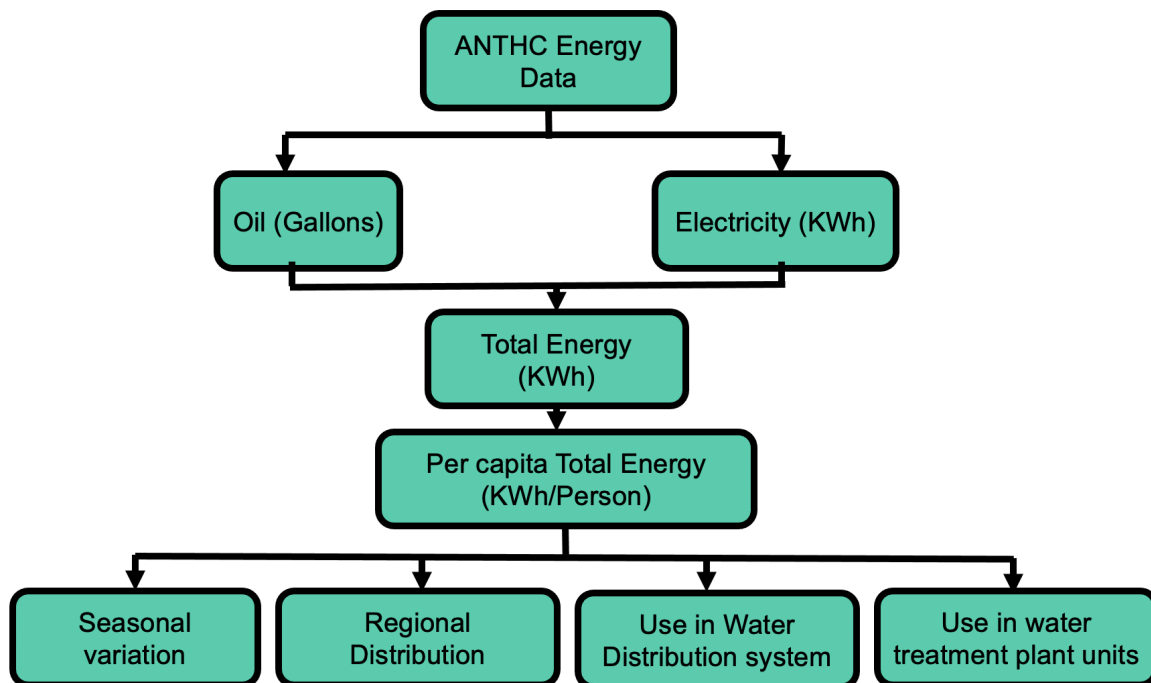 ANTHC Energy
Data
Oil (Gallons)
Electricity (KWh)
Total Energy
(KWh)
Per capita Total Energy
(KWh/Person)
Seasonal
variation
Regional
Distribution
Use in Water
Distribution system
Use in water
treatment plant units